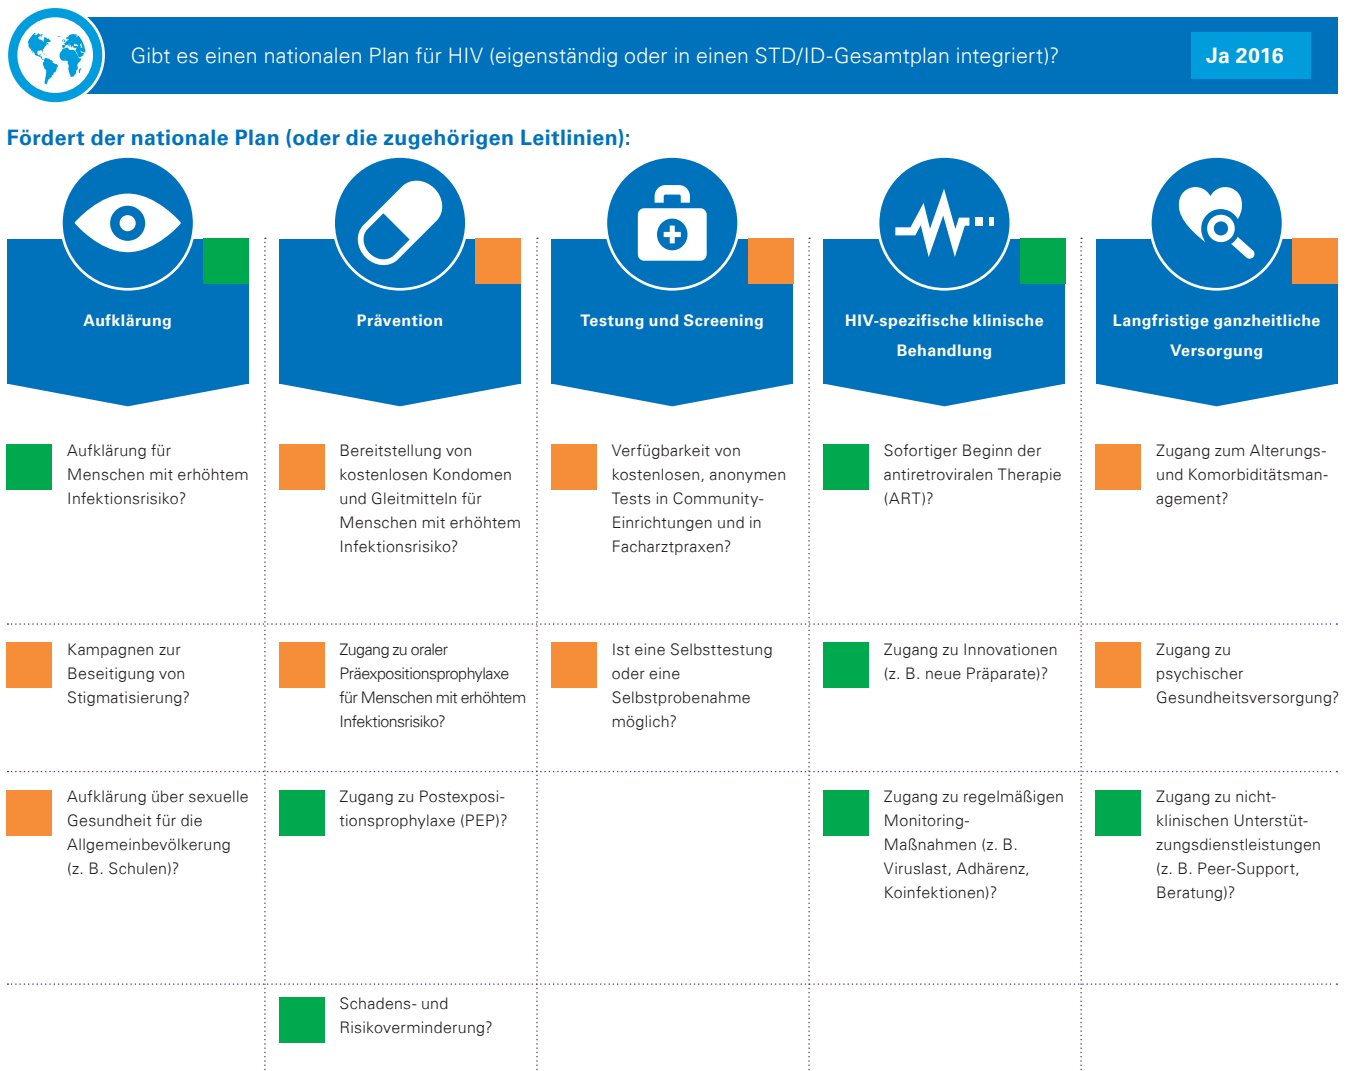 Gibt es einen nationalen Plan für HIV (eigenständig oder in einen STD/ID-Gesamtplan integriert)?
Ja 2016
Fördert der nationale Plan (oder die zugehörigen Leitlinien):
Aufklärung
Prävention
Testung und Screening
HIV-spezifische klinische
Behandlung
Langfristige ganzheitliche
Versorgung
Aufklärung für
Menschen mit erhöhtem
Infektionsrisiko?
Bereitstellung von
kostenlosen Kondomen
und Gleitmitteln für
Menschen mit erhöhtem
Infektionsrisiko?
Verfügbarkeit von
kostenlosen, anonymen
Tests in Community-
Einrichtungen und in
Facharztpraxen?
Sofortiger Beginn der
antiretroviralen Therapie
(ART)?
Zugang zum Alterungs-
und Komorbiditätsman-
agement?
Kampagnen zur
Beseitigung von
Stigmatisierung?
Zugang zu oraler
Präexpositionsprophylaxe
für Menschen mit erhöhtem
Infektionsrisiko?
Ist eine Selbsttestung
oder eine
Selbstprobenahme
möglich?
Zugang zu Innovationen
(z. B. neue Präparate)?
Zugang zu
psychischer
Gesundheitsversorgung?
Aufklärung über sexuelle
Gesundheit für die
Allgemeinbevölkerung
(z. B. Schulen)?
Zugang zu Postexposi-
tionsprophylaxe (PEP)?
Zugang zu regelmäßigen
Monitoring-
Maßnahmen (z. B.
Viruslast, Adhärenz,
Koinfektionen)?
Zugang zu nicht-
klinischen Unterstüt-
zungsdienstleistungen
(z. B. Peer-Support,
Beratung)?
Schadens- und
Risikoverminderung?